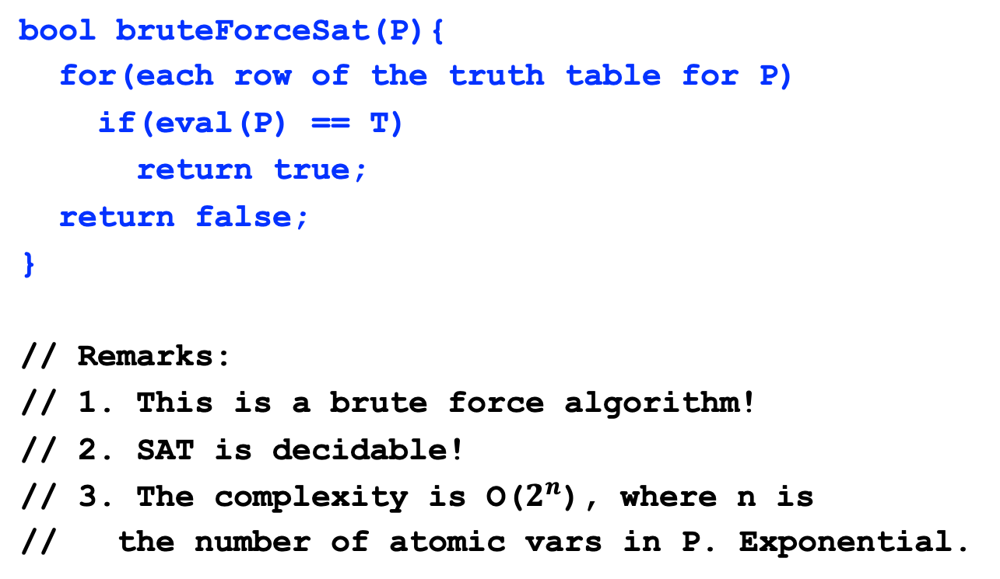 bool bruteForceSat(P){
  for(each row of the truth table for P)
    if(eval(P) == T)
      return true;
  return false;
}
// Remarks:
// 1. This is a brute force algorithm!
// 2. SAT is decidable!
// 3. The complexity is O(2ⁿ), where n is
//   the number of atomic vars in P. Exponential.